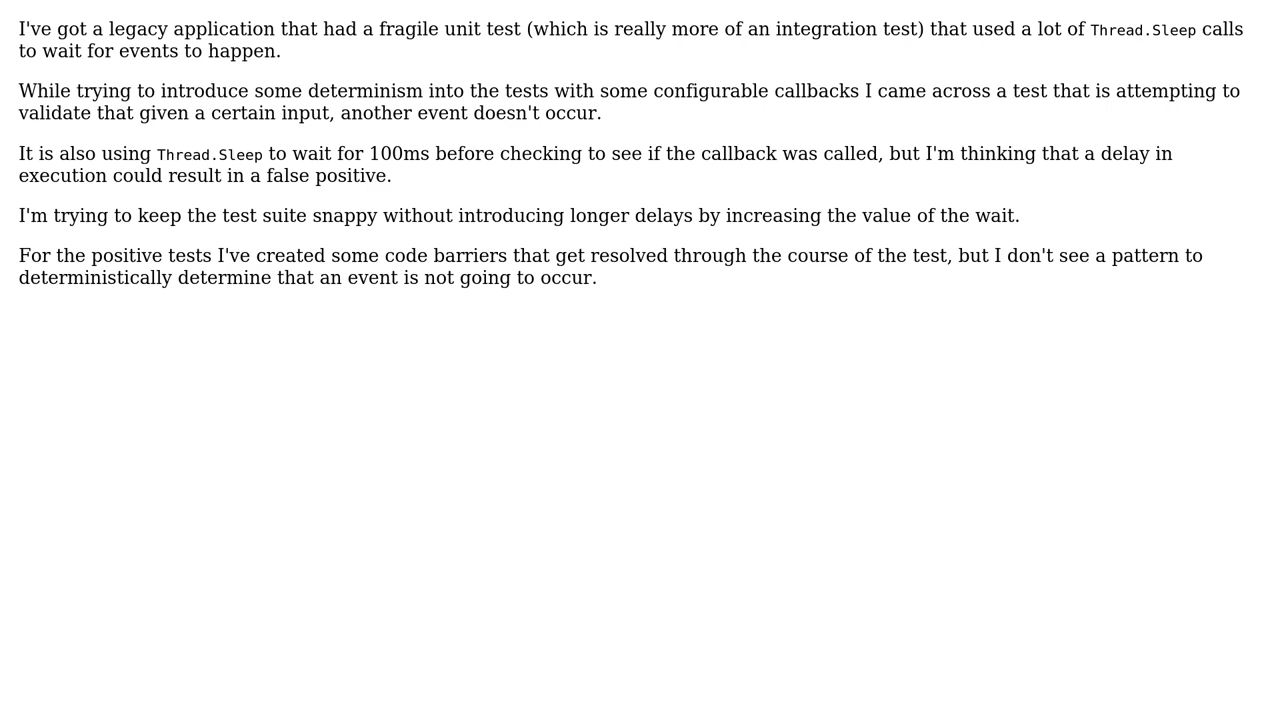 I've got a legacy application that had a fragile unit test (which is really more of an integration test) that used a lot of Thread.Sleep calls
to wait for events to happen.
While trying to introduce some determinism into the tests with some configurable callbacks I came across a test that is attempting to
validate that given a certain input, another event doesn't occur.
It is also using Thread.Sleep to wait for 100ms before checking to see if the callback was called, but I'm thinking that a delay in
execution could result in a false positive.
I'm trying to keep the test suite snappy without introducing longer delays by increasing the value of the wait.
For the positive tests I've created some code barriers that get resolved through the course of the test, but I don't see a pattern to
deterministically determine that an event is not going to occur.